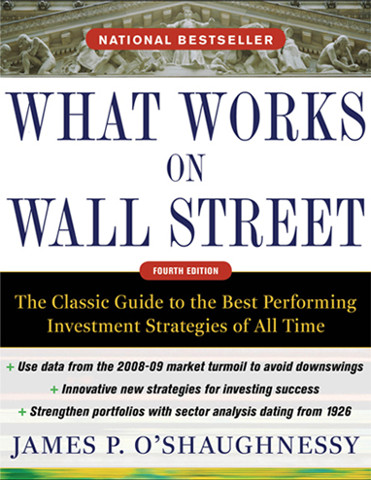 NATIONAL BESTSELLER
WHAT WORKS
ON
WALL STREET
FOURTH EDITION
The Classic Guide to the Best Performing
Investment Strategies of All Time
+ Use data from the 2008-09 market turmoil to avoid downswings
+ Innovative new strategies for investing success
+ Strengthen portfolios with sector analysis dating from 1926
JAMES P. O'SHAUGHNESSY